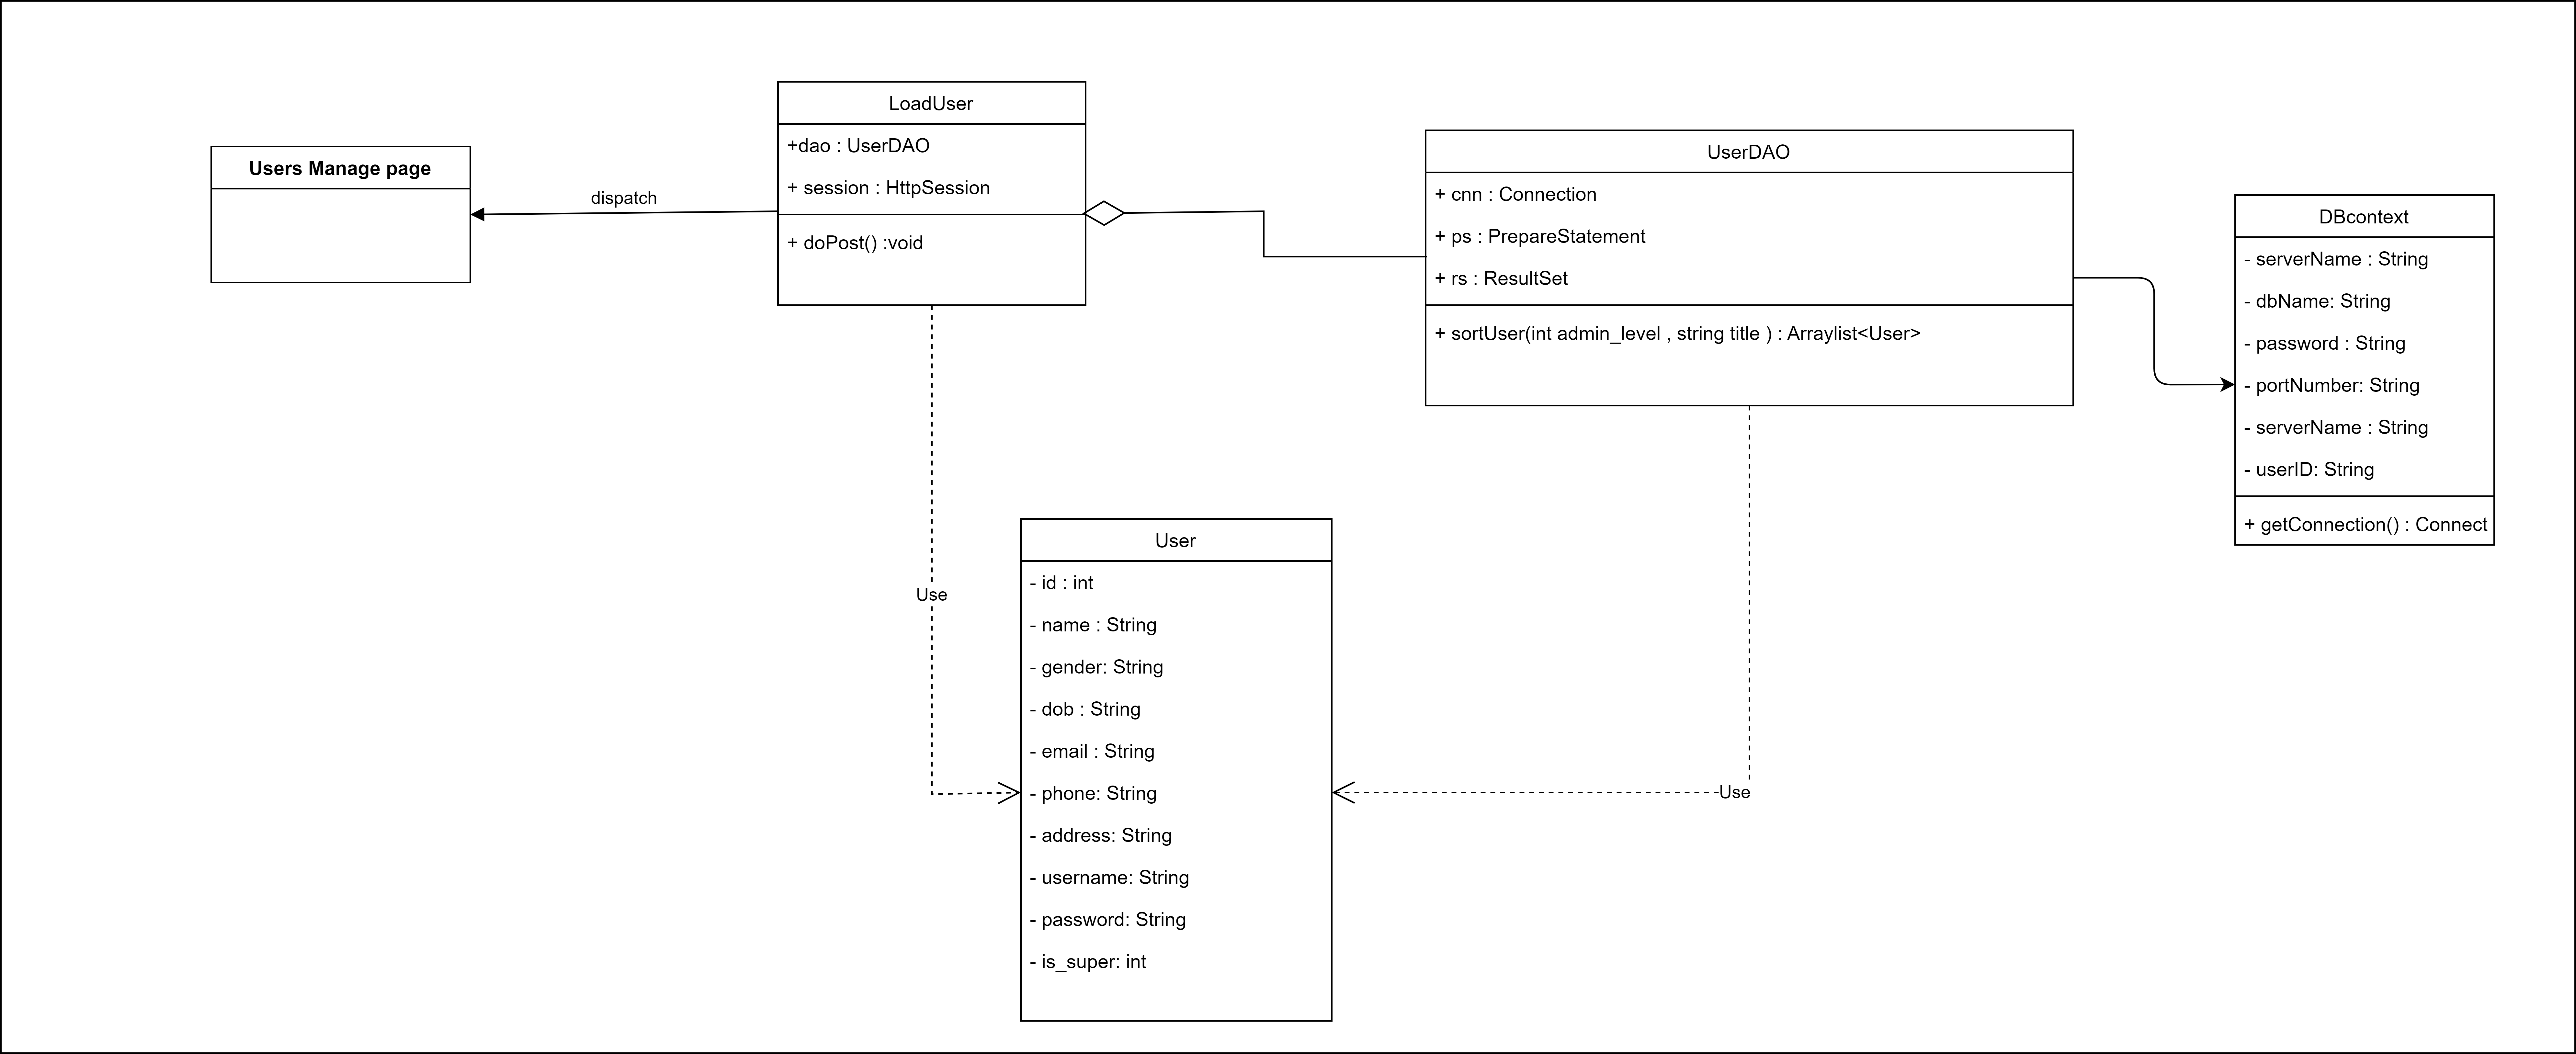 Users Manage page
dispatch
LoadUser
+dao : UserDAO
+ session : HttpSession
+ doPost() :void
UserDAO
+ cnn : Connection
+ ps : PrepareStatement
+ rs : ResultSet
+ sortUser(int admin_level , string title ) : Arraylist<User>
DBcontext
- serverName : String
- dbName: String
- password : String
- portNumber: String
- serverName : String
- userID: String
+ getConnection() : Connect
Use
User
- id : int
- name : String
- gender: String
- dob : String
- email : String
- phone: String
- address: String
- username: String
- password: String
- is_super: int
Use